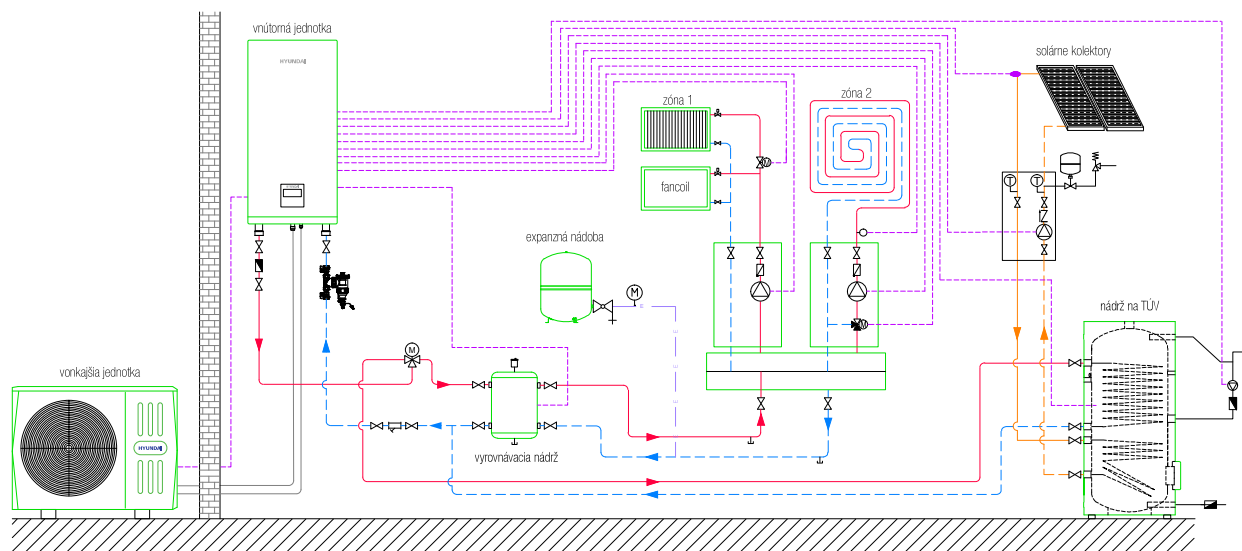 vnútorná jednotka
HYUNDAI
solárne kolektory
zóna 1
zóna 2
fancoil
T
T
expanzná nádoba
M
nádrž na TÚV
M
vonkajšia jednotka
HYUNDAI
vyrovnávacia nádrž